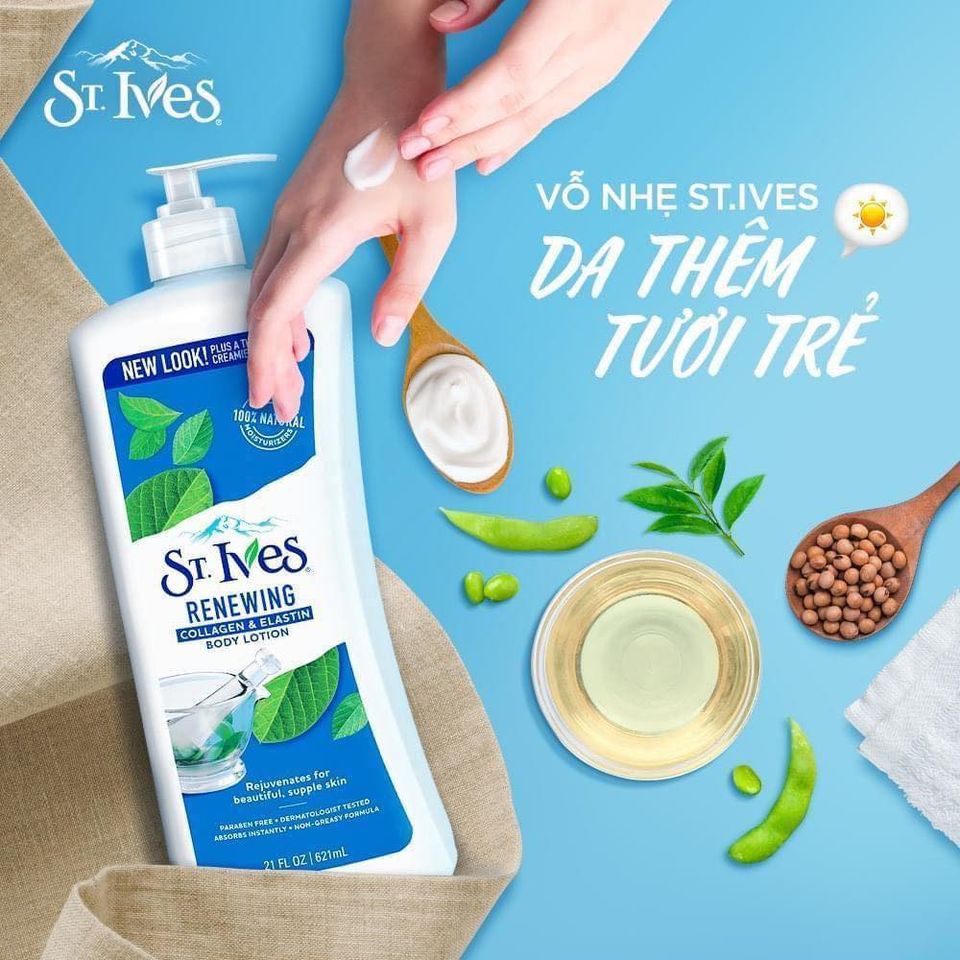 ST. Ives
VỖ NHẸ ST.IVES
DA THÊM
TƯƠI TRẺ
NEW LOOK! PLUS A
100% NATURAL
MOISTURIZERS
ST. Ives
RENEWING
COLLAGEN & ELASTIN
BODY LOTION
Rejuvenates for
beautiful, supple skin
PARABEN FREE • DERMATOLOGIST TESTED
ABSORBS INSTANTLY • NON-GREASY FORMULA
21 FL OZ | 621mL